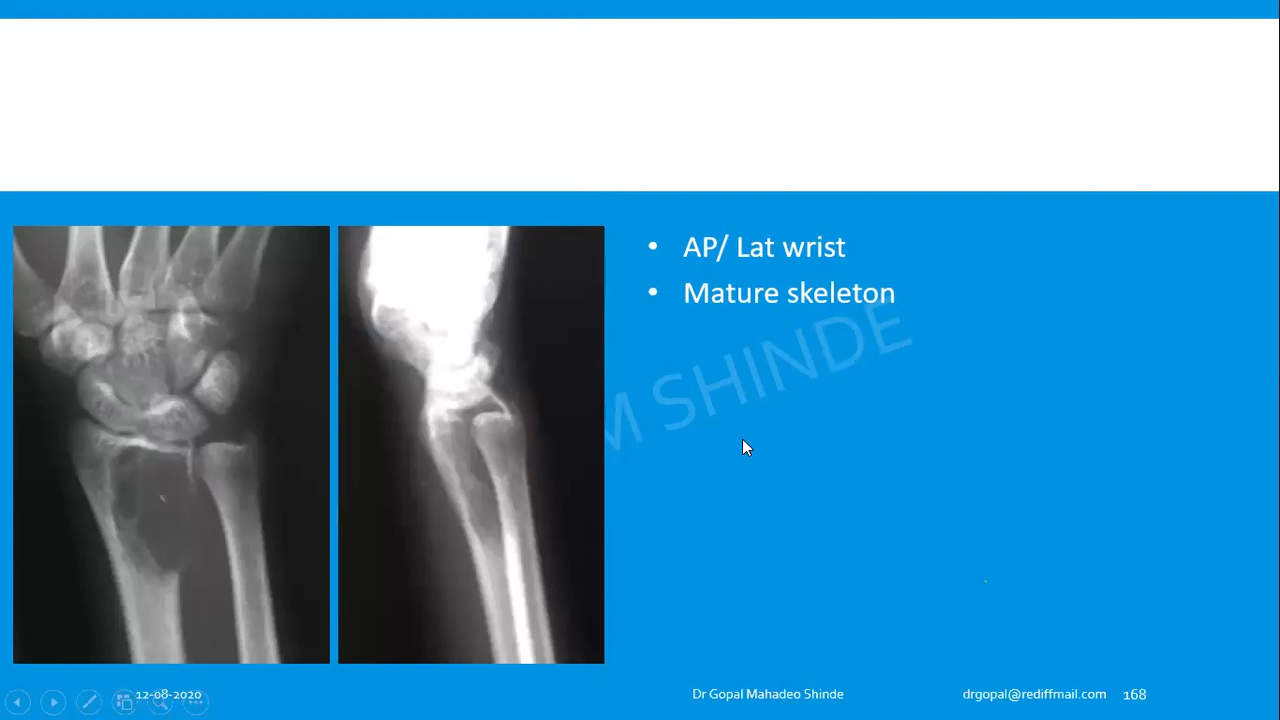 • AP/ Lat wrist
• Mature skeleton
M SHINDE
12-08-2020
Dr Gopal Mahadeo Shinde
drgopal@rediffmail.com
168